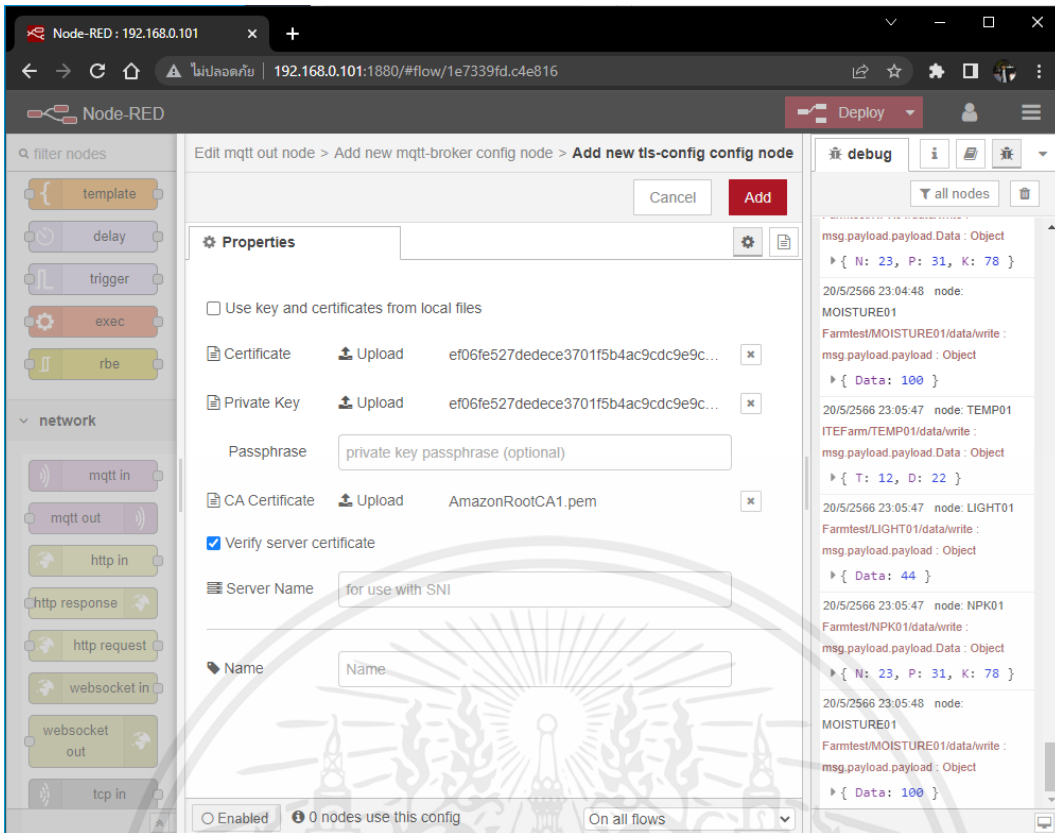 Node-RED : 192.168.0.101
ไม่ปลอดภัย 192.168.0.101:1880/#flow/1e7339fd.c4e816
Node-RED
Deploy
filter nodes
template
delay
trigger
exec
rbe
network
mqtt in
mqtt out
http in
http response
http request
websocket in
websocket
out
tcp in
Edit mqtt out node > Add new mqtt-broker config node > Add new tls-config config node
Cancel
Add
Properties
Use key and certificates from local files
Certificate Upload ef06fe527dedece3701f5b4ac9cdc9e9c...
Private Key Upload ef06fe527dedece3701f5b4ac9cdc9e9c...
Passphrase private key passphrase (optional)
CA Certificate Upload AmazonRootCA1.pem
Verify server certificate
Server Name for use with SNI
Name Name
Enabled 0 nodes use this config On all flows
debug
all nodes
msg.payload.payload.Data : Object
{ N: 23, P: 31, K: 78 }
20/5/2566 23:04:48 node:
MOISTURE01
Farmtest/MOISTURE01/data/write :
msg.payload.payload : Object
{ Data: 100 }
20/5/2566 23:05:47 node: TEMP01
ITEFarm/TEMP01/data/write :
msg.payload.payload.Data : Object
{ T: 12, D: 22 }
20/5/2566 23:05:47 node: LIGHT01
Farmtest/LIGHT01/data/write :
msg.payload.payload : Object
{ Data: 44 }
20/5/2566 23:05:47 node: NPK01
Farmtest/NPK01/data/write :
msg.payload.payload.Data : Object
{ N: 23, P: 31, K: 78 }
20/5/2566 23:05:48 node:
MOISTURE01
Farmtest/MOISTURE01/data/write :
msg.payload.payload : Object
{ Data: 100 }